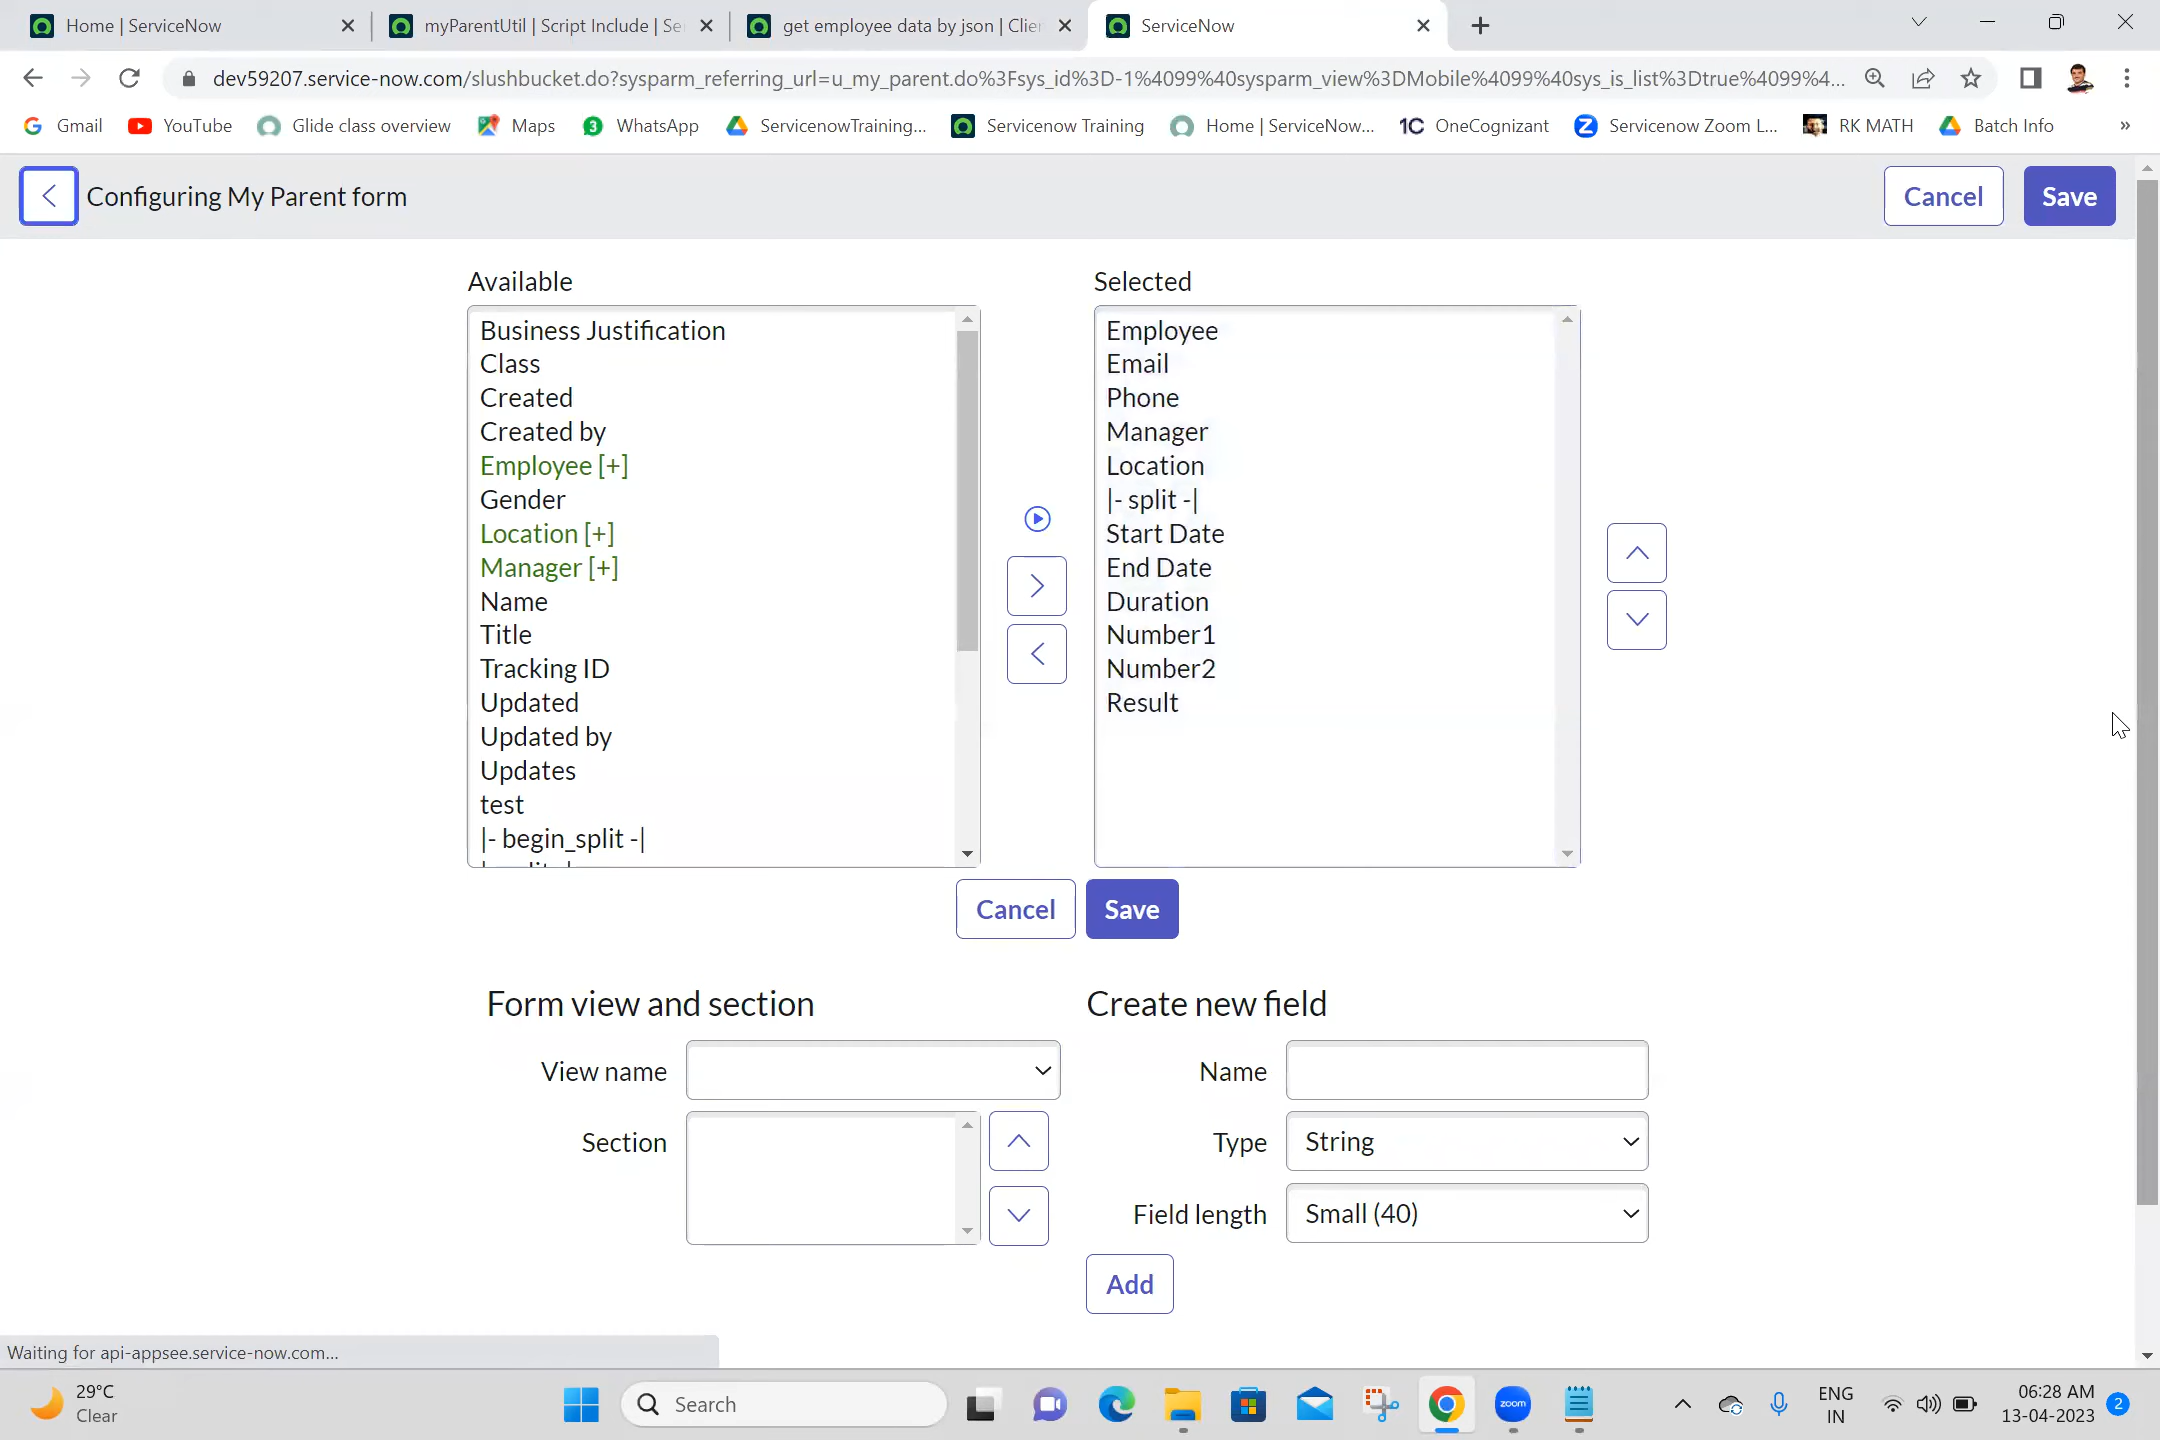 Home | ServiceNow
myParentUtil | Script Include | Se
get employee data by json | Clie
ServiceNow
dev59207.service-now.com/slushbucket.do?sysparm_referring_url=u_my_parent.do%3Fsys_id%3D-1%4099%40sysparm_view%3DMobile%4099%40sys_is_list%3Dtrue%4099%4...
Gmail
YouTube
Glide class overview
Maps
3
WhatsApp
ServicenowTraining...
Servicenow Training
Home | ServiceNow...
1C OneCognizant
Servicenow Zoom L...
RK MATH
Batch Info
»
Configuring My Parent form
Cancel
Save
Available
Business Justification
Class
Created
Created by
Employee [+]
Gender
Location [+]
Manager [+]
Name
Title
Tracking ID
Updated
Updated by
Updates
test
|- begin_split -|
Selected
Employee
Email
Phone
Manager
Location
|- split -|
Start Date
End Date
Duration
Number1
Number2
Result
Cancel
Save
Form view and section
View name
Section
Create new field
Name
Type
String
Field length
Small (40)
Add
Waiting for api-appsee.service-now.com...
29°C
Clear
Search
zoom
ENG
IN
06:28 AM
13-04-2023
2